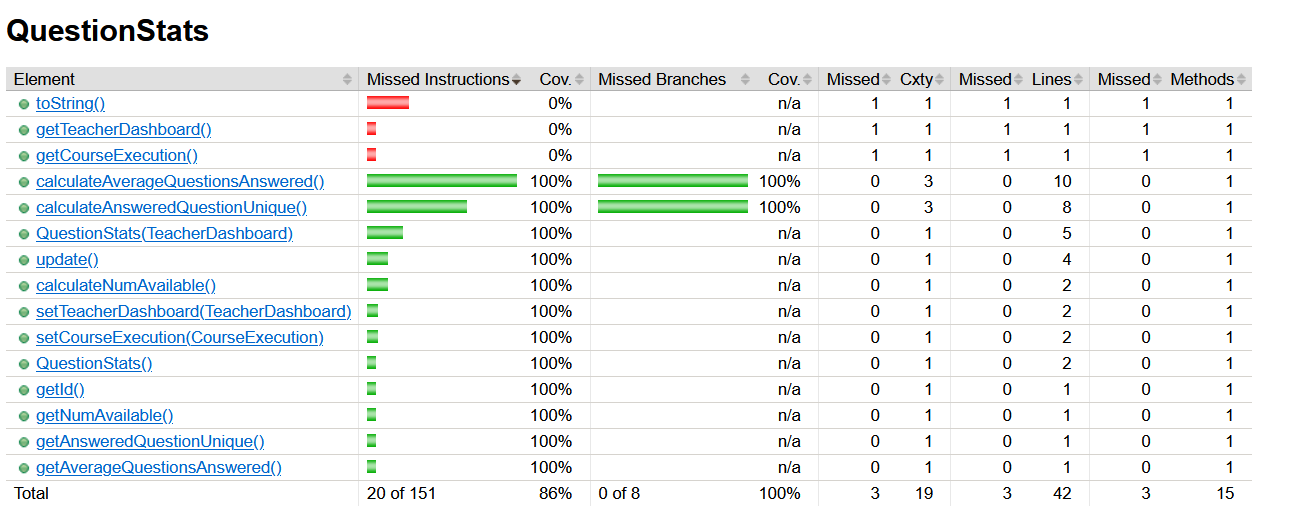 QuestionStats
Element Missed Instructions Cov. Missed Branches Cov. Missed Cxty Missed Lines Missed Methods
toString() 0% n/a 1 1 1 1 1 1
getTeacherDashboard() 0% n/a 1 1 1 1 1 1
getCourseExecution() 0% n/a 1 1 1 1 1 1
calculateAverageQuestionsAnswered() 100% 100% 0 3 0 10 0 1
calculateAnsweredQuestionUnique() 100% 100% 0 3 0 8 0 1
QuestionStats(TeacherDashboard) 100% n/a 0 1 0 5 0 1
update() 100% n/a 0 1 0 4 0 1
calculateNumAvailable() 100% n/a 0 1 0 2 0 1
setTeacherDashboard(TeacherDashboard) 100% n/a 0 1 0 2 0 1
setCourseExecution(CourseExecution) 100% n/a 0 1 0 2 0 1
QuestionStats() 100% n/a 0 1 0 2 0 1
getId() 100% n/a 0 1 0 1 0 1
getNumAvailable() 100% n/a 0 1 0 1 0 1
getAnsweredQuestionUnique() 100% n/a 0 1 0 1 0 1
getAverageQuestionsAnswered() 100% n/a 0 1 0 1 0 1
Total 20 of 151 86% 0 of 8 100% 3 19 3 42 3 15